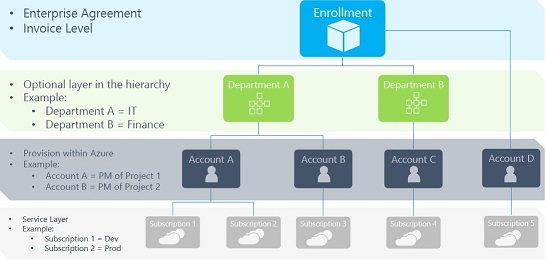 • Enterprise Agreement
• Invoice Level
Enrollment
• Optional layer in the hierarchy
• Example:
• Department A = IT
• Department B = Finance
Department A
Department B
• Provision within Azure
• Example:
• Account A = PM of Project 1
• Account B = PM of Project 2
Account A
Account B
Account C
Account D
• Service Layer
• Example:
• Subscription 1 = Dev
• Subscription 2 = Prod
Subscription 1
Subscription 2
Subscription 3
Subscription 4
Subscription 5